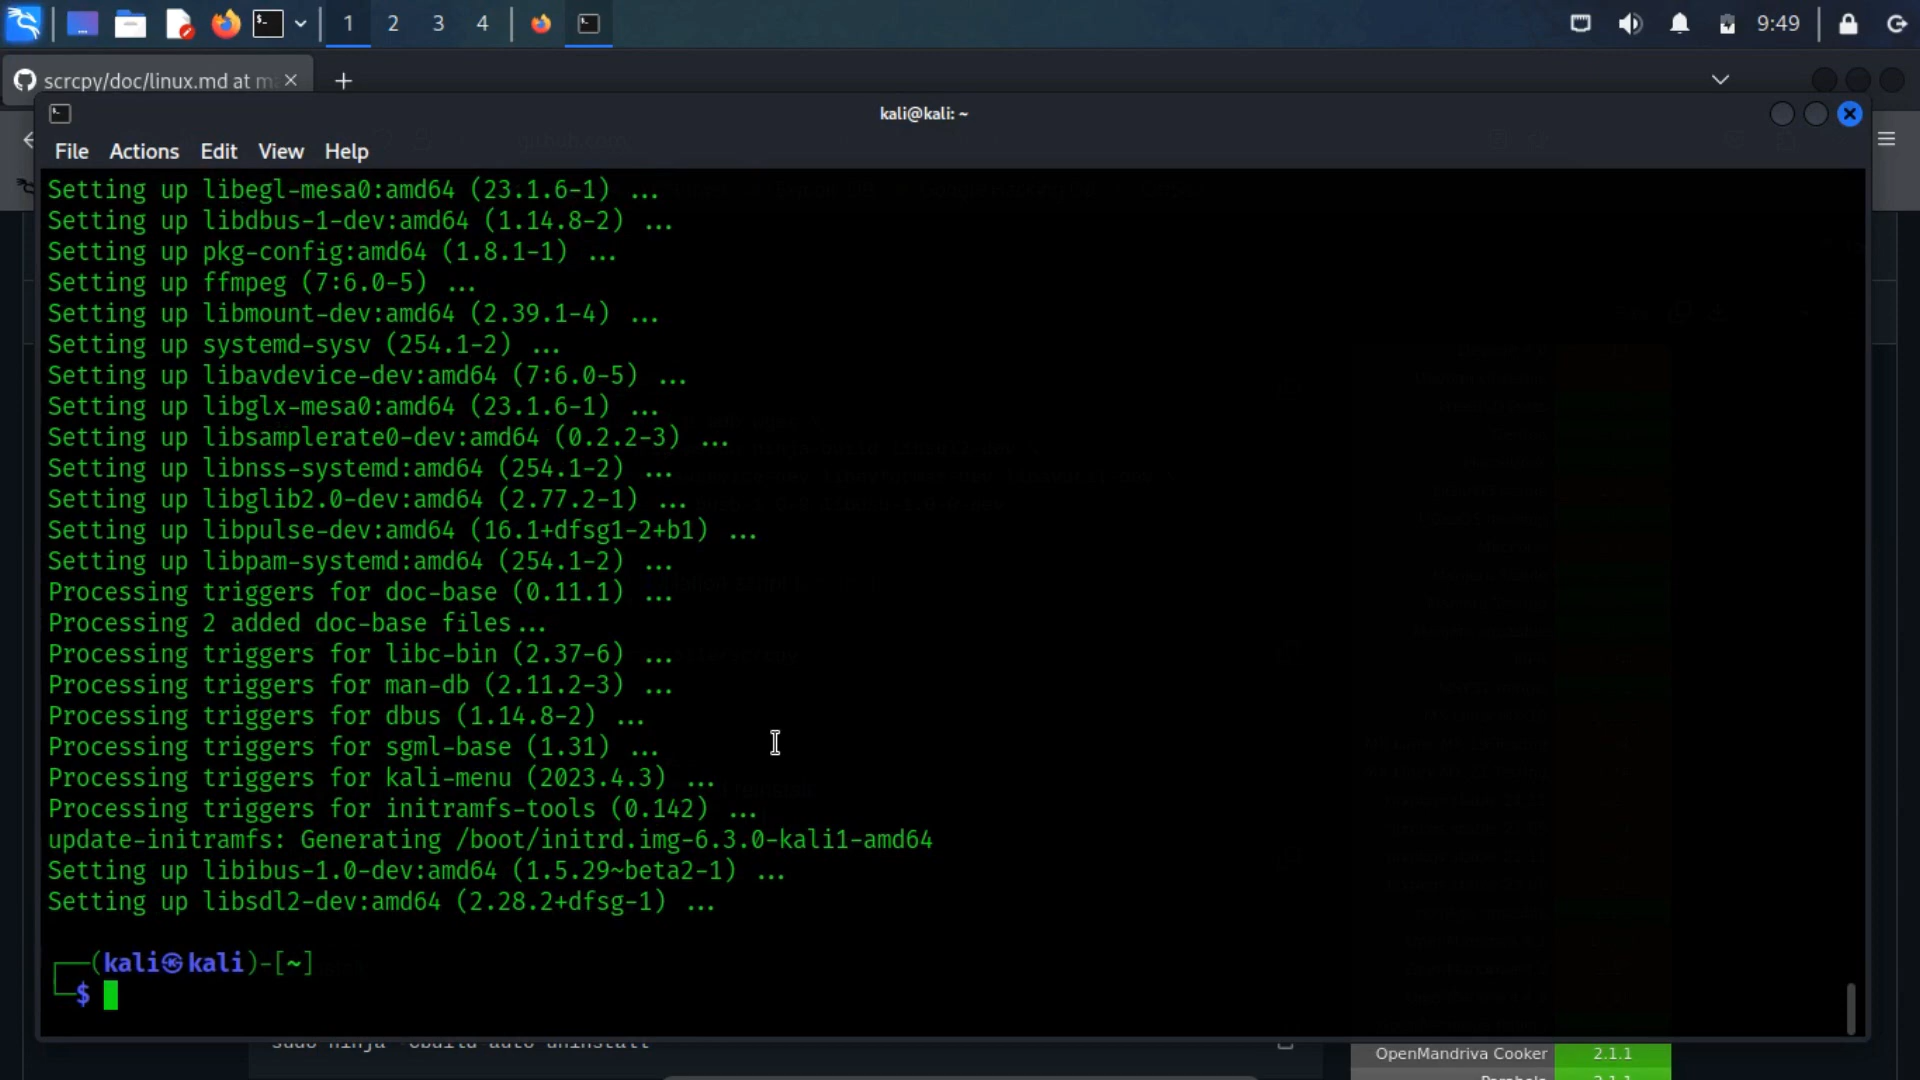 1 2 3 4 9:49
scrcpy/doc/linux.md at ma
kali@kali: ~
File Actions Edit View Help
Setting up libegl-mesa0:amd64 (23.1.6-1) ...
Setting up libdbus-1-dev:amd64 (1.14.8-2) ...
Setting up pkg-config:amd64 (1.8.1-1) ...
Setting up ffmpeg (7:6.0-5) ...
Setting up libmount-dev:amd64 (2.39.1-4) ...
Setting up systemd-sysv (254.1-2) ...
Setting up libavdevice-dev:amd64 (7:6.0-5) ...
Setting up libglx-mesa0:amd64 (23.1.6-1) ...
Setting up libsamplerate0-dev:amd64 (0.2.2-3) ...
Setting up libnss-systemd:amd64 (254.1-2) ...
Setting up libglib2.0-dev:amd64 (2.77.2-1) ...
Setting up libpulse-dev:amd64 (16.1+dfsg1-2+b1) ...
Setting up libpam-systemd:amd64 (254.1-2) ...
Processing triggers for doc-base (0.11.1) ...
Processing 2 added doc-base files...
Processing triggers for libc-bin (2.37-6) ...
Processing triggers for man-db (2.11.2-3) ...
Processing triggers for dbus (1.14.8-2) ...
Processing triggers for sgml-base (1.31) ...
Processing triggers for kali-menu (2023.4.3) ...
Processing triggers for initramfs-tools (0.142) ...
update-initramfs: Generating /boot/initrd.img-6.3.0-kali1-amd64
Setting up libibus-1.0-dev:amd64 (1.5.29~beta2-1) ...
Setting up libsdl2-dev:amd64 (2.28.2+dfsg-1) ...
┌──(kali㉿kali)-[~]
└─$
OpenMandriva Cooker 2.1.1